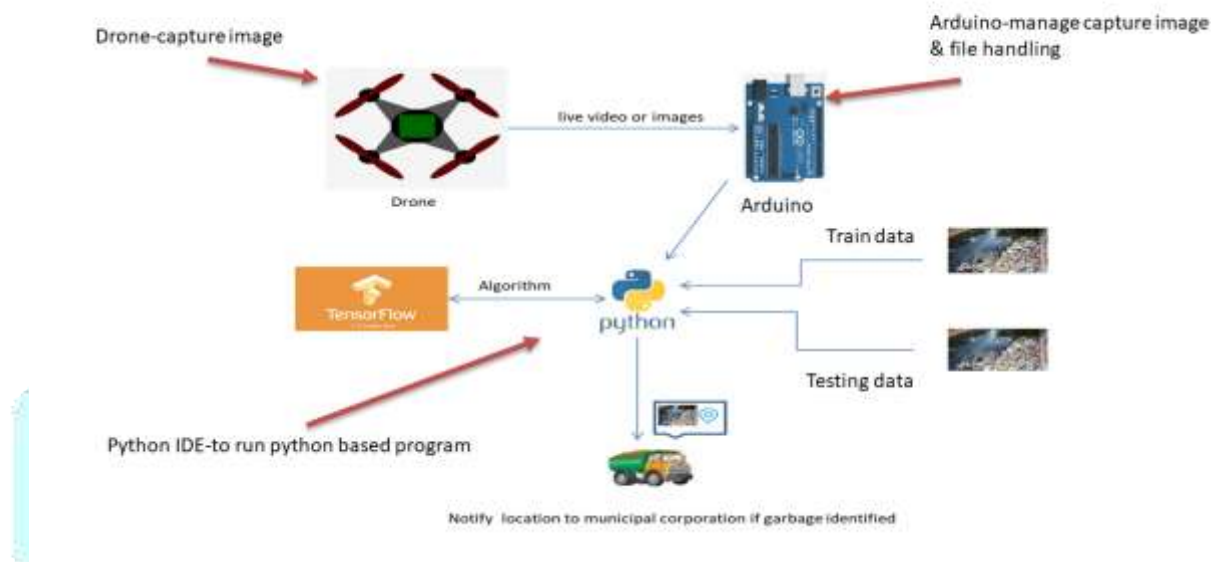 Drone-capture image
Arduino-manage capture image
& file handling
live video or images
Drone
Arduino
Train data
Algorithm
TensorFlow
python
Testing data
Python IDE-to run python based program
Notify location to municipal corporation if garbage identified